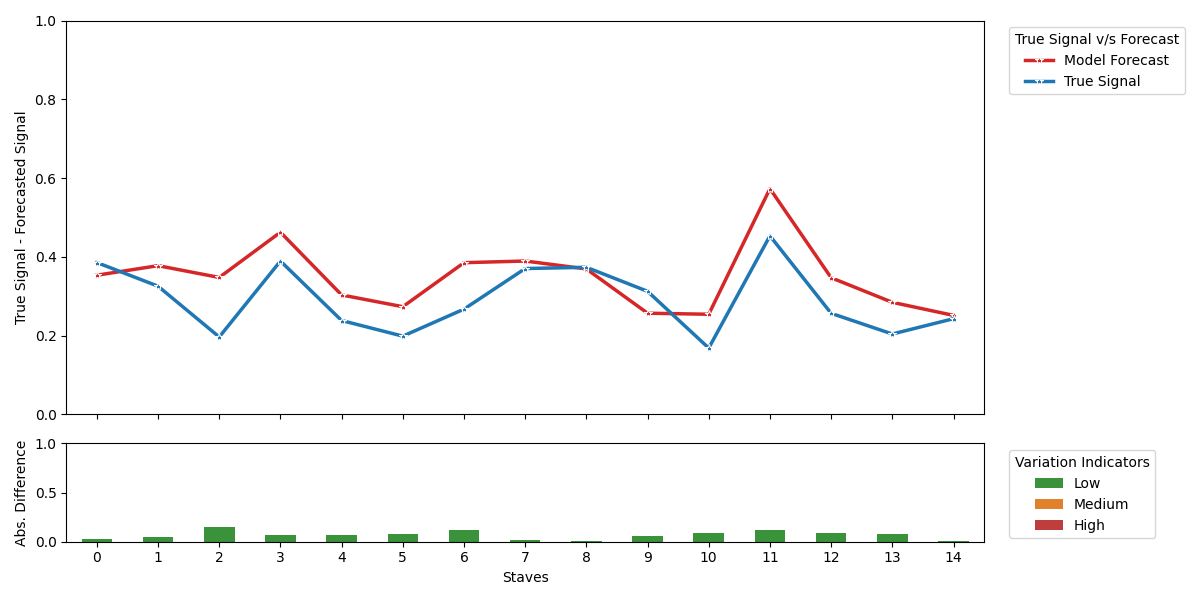 True Signal - Forecasted Signal
1.0
0.8
0.6
0.4
0.2
0.0
True Signal v/s Forecast
Model Forecast
True Signal
Abs. Difference
1.0
0.5
0.0
0 1 2 3 4 5 6 7 8 9 10 11 12 13 14
Staves
Variation Indicators
Low
Medium
High